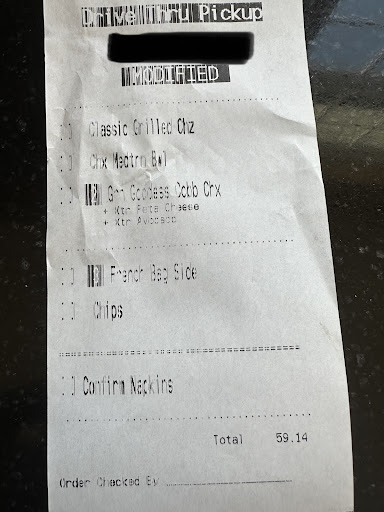 Drive Thru Pickup
MODIFIED
[ ] Classic Grilled Chz
[ ] Chx Medtrn Bwl
[ ] Grn Goddess Cobb Chx
+ Xtr Feta Cheese
+ Xtr Avocado
[ ] French Bag Side
[ ] Chips
[ ] Confirm Napkins
Total 59.14
Order Checked By